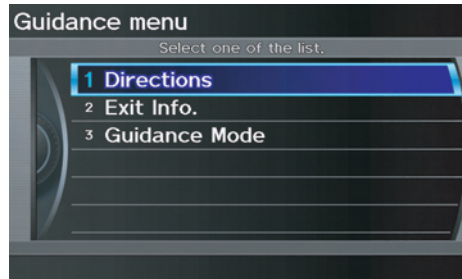 Guidance menu
Select one of the list.
1 Directions
2 Exit Info.
3 Guidance Mode